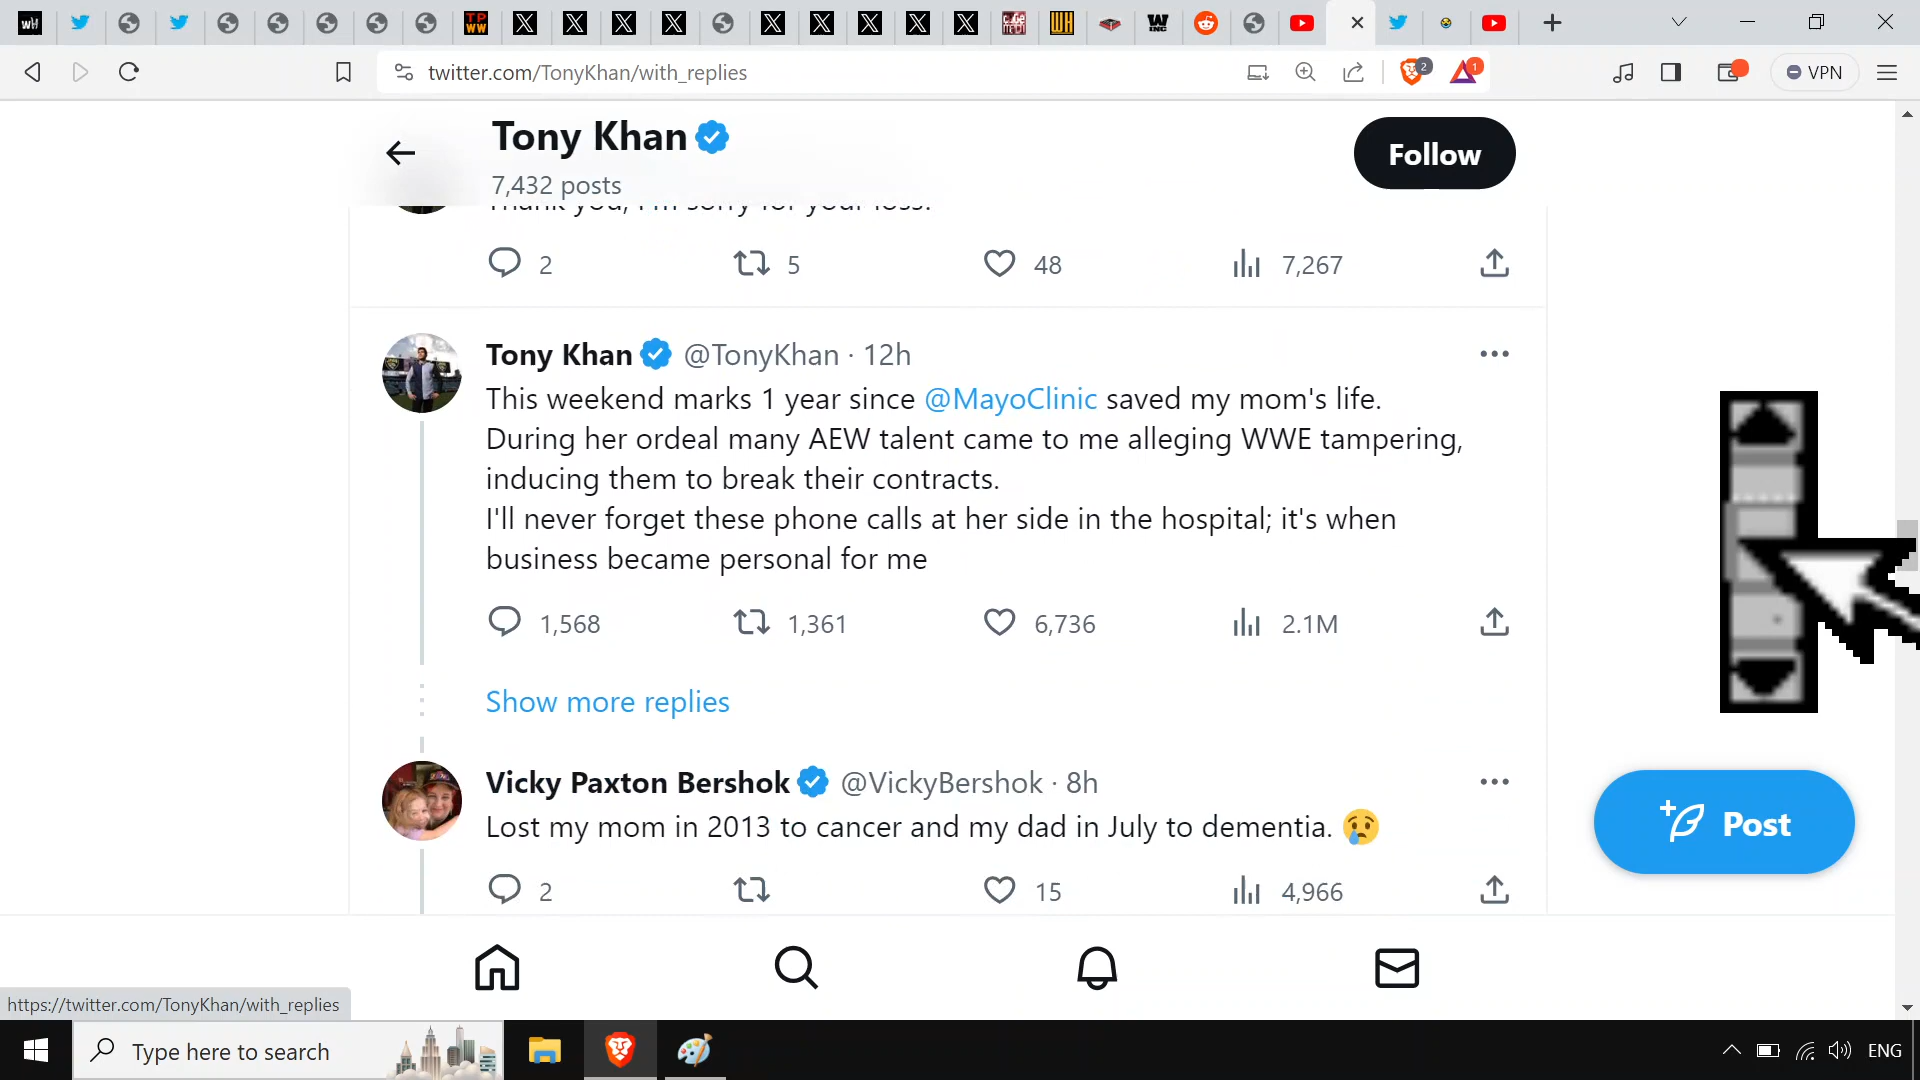 twitter.com/TonyKhan/with_replies
2
1
VPN
Tony Khan
7,432 posts
Follow
Thank you, I'm sorry for your loss.
2 5 48 7,267
Tony Khan @TonyKhan · 12h
This weekend marks 1 year since @MayoClinic saved my mom's life.
During her ordeal many AEW talent came to me alleging WWE tampering,
inducing them to break their contracts.
I'll never forget these phone calls at her side in the hospital; it's when
business became personal for me
1,568 1,361 6,736 2.1M
Show more replies
Vicky Paxton Bershok @VickyBershok · 8h
Lost my mom in 2013 to cancer and my dad in July to dementia. 😢
2 15 4,966
Post
https://twitter.com/TonyKhan/with_replies
Type here to search
ENG